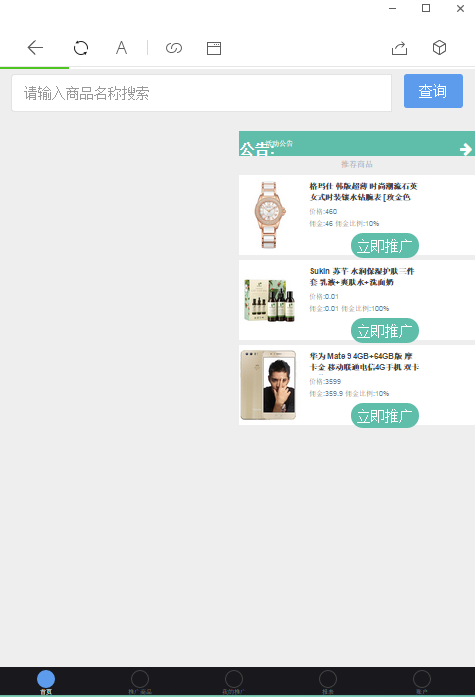 A
请输入商品名称搜索
查询
公告:
活动公告
推荐商品
格玛仕 韩版超薄 时尚潮流石英
女式时装镶水钻腕表 [玫金色
价格:460
佣金:46 佣金比例:10%
立即推广
Sukin 苏芊 水润保湿护肤三件
套 乳液+爽肤水+洗面奶
价格:0.01
佣金:0.01 佣金比例:100%
立即推广
华为 Mate 9 4GB+64GB版 摩
卡金 移动联通电信4G手机 双卡
价格:3599
佣金:359.9 佣金比例:10%
立即推广
首页
推广商品
我的推广
账户